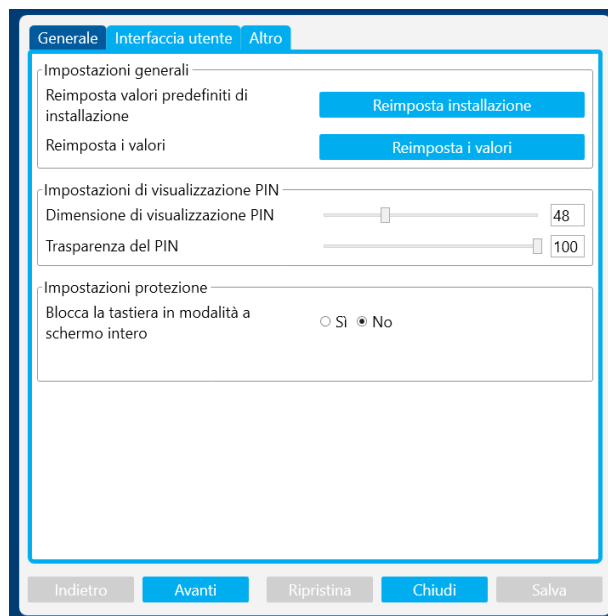 Generale Interfaccia utente Altro
Impostazioni generali
Reimposta valori predefiniti di
installazione
Reimposta installazione
Reimposta i valori
Reimposta i valori
Impostazioni di visualizzazione PIN
Dimensione di visualizzazione PIN
48
Trasparenza del PIN
100
Impostazioni protezione
Blocca la tastiera in modalità a
schermo intero
Sì No
Indietro Avanti Ripristina Chiudi Salva